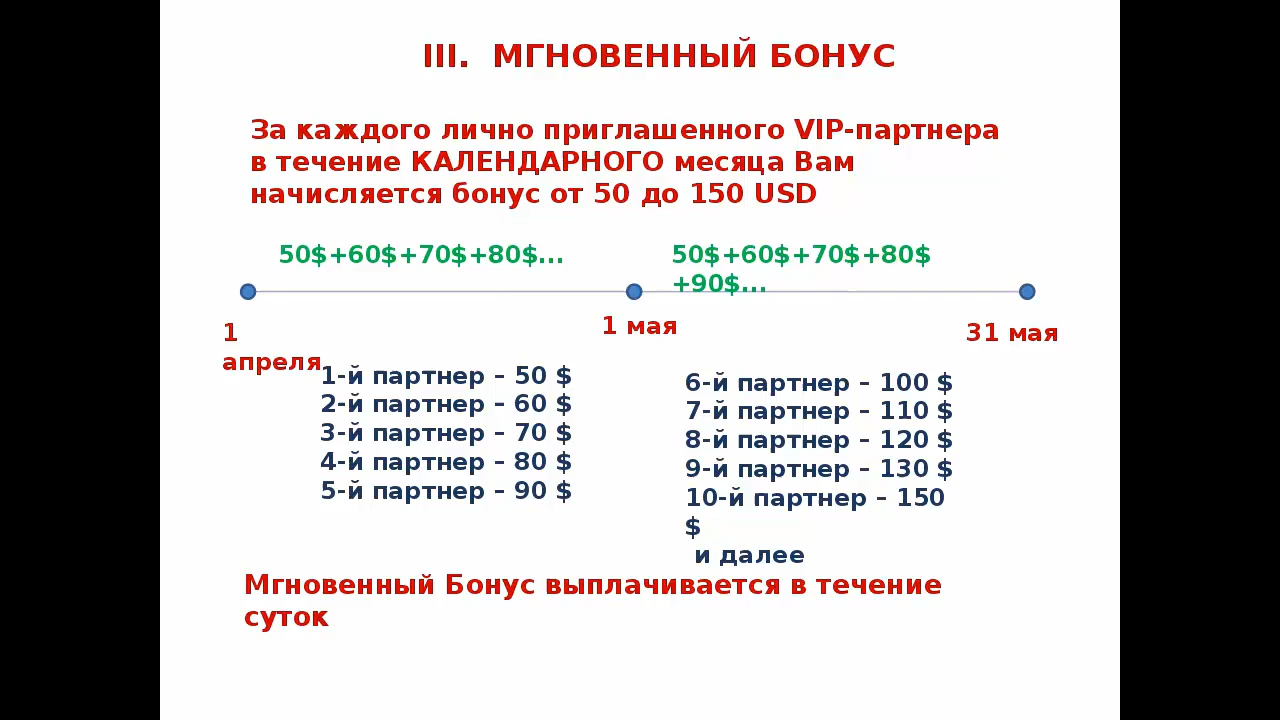 III.  МГНОВЕННЫЙ БОНУС
За каждого лично приглашенного VIP-партнера
в течение КАЛЕНДАРНОГО месяца Вам
начисляется бонус от 50 до 150 USD
50$+60$+70$+80$...
50$+60$+70$+80$
+90$...
1
апреля
1 мая
31 мая
1-й партнер – 50 $
2-й партнер – 60 $
3-й партнер – 70 $
4-й партнер – 80 $
5-й партнер – 90 $
6-й партнер – 100 $
7-й партнер – 110 $
8-й партнер – 120 $
9-й партнер – 130 $
10-й партнер – 150
$
и далее
Мгновенный Бонус выплачивается в течение
суток